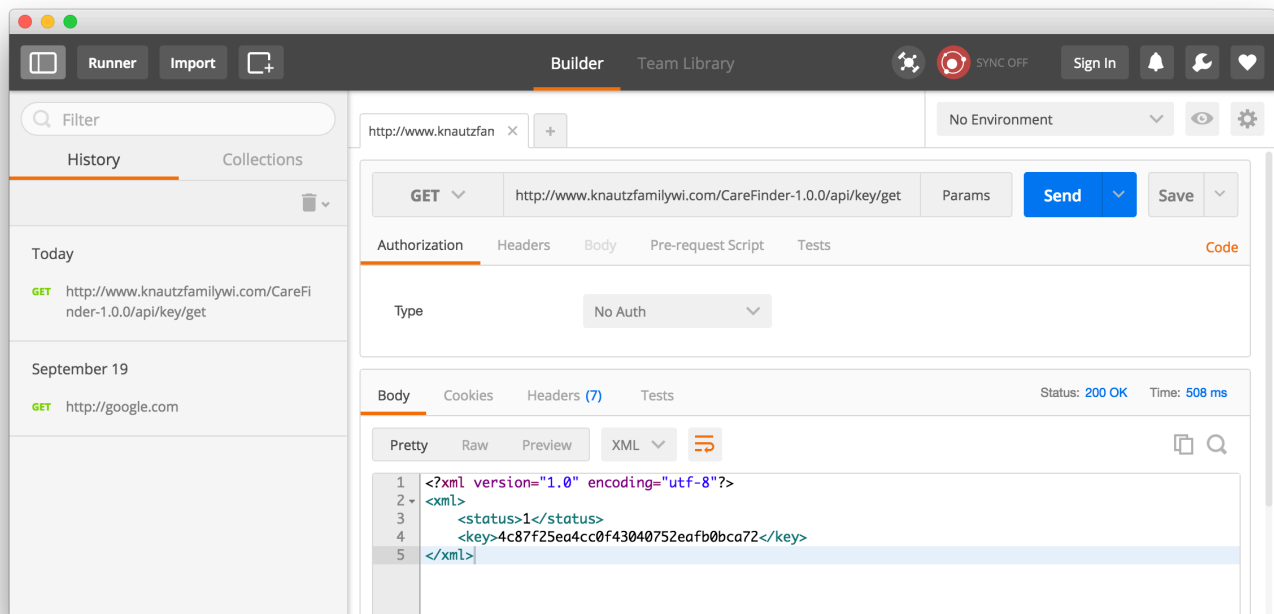 Runner Import Builder Team Library SYNC OFF Sign In
Filter
History Collections
Today
GET http://www.knautzfamilywi.com/CareFi
nder-1.0.0/api/key/get
September 19
GET http://google.com
http://www.knautzfan
No Environment
GET http://www.knautzfamilywi.com/CareFinder-1.0.0/api/key/get Params Send Save
Authorization Headers Body Pre-request Script Tests Code
Type No Auth
Body Cookies Headers (7) Tests Status: 200 OK Time: 508 ms
Pretty Raw Preview XML
1 <?xml version="1.0" encoding="utf-8"?>
2 <xml>
3 <status>1</status>
4 <key>4c87f25ea4cc0f43040752eafb0bca72</key>
5 </xml>